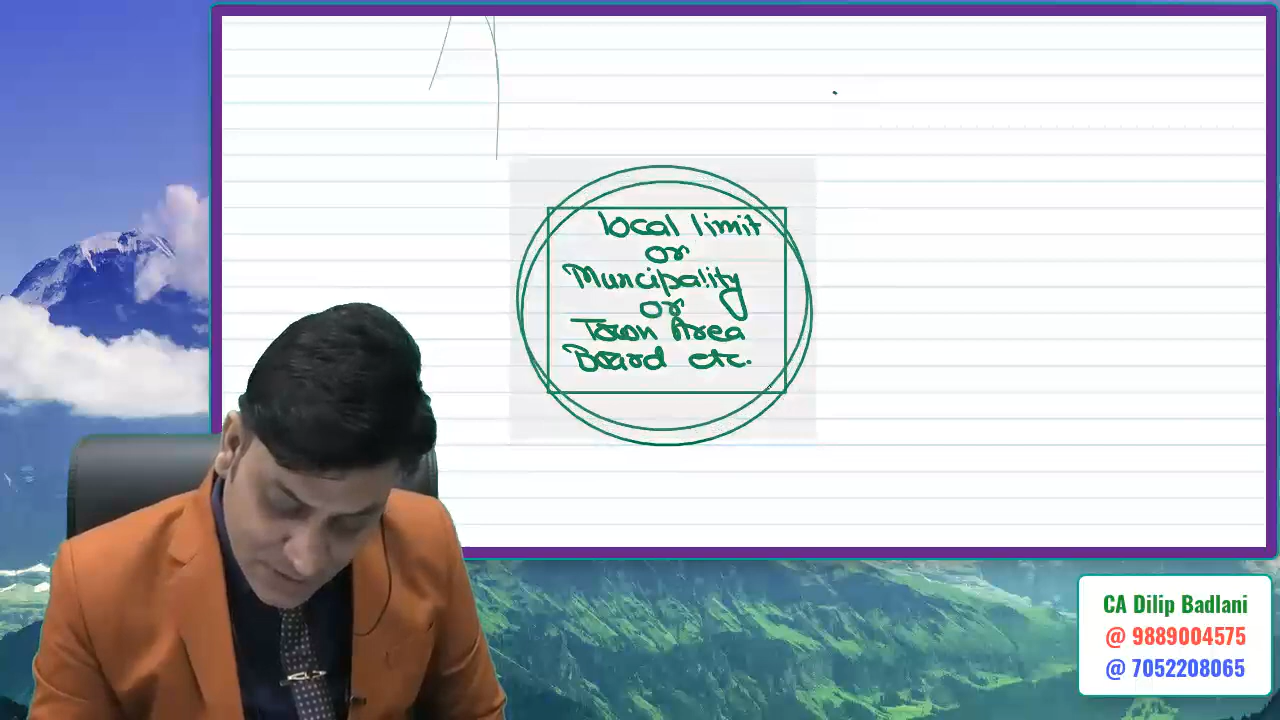 local limit
or
Muncipality
or
Town Area
Board etc.
CA Dilip Badlani
@ 9889004575
@ 7052208065